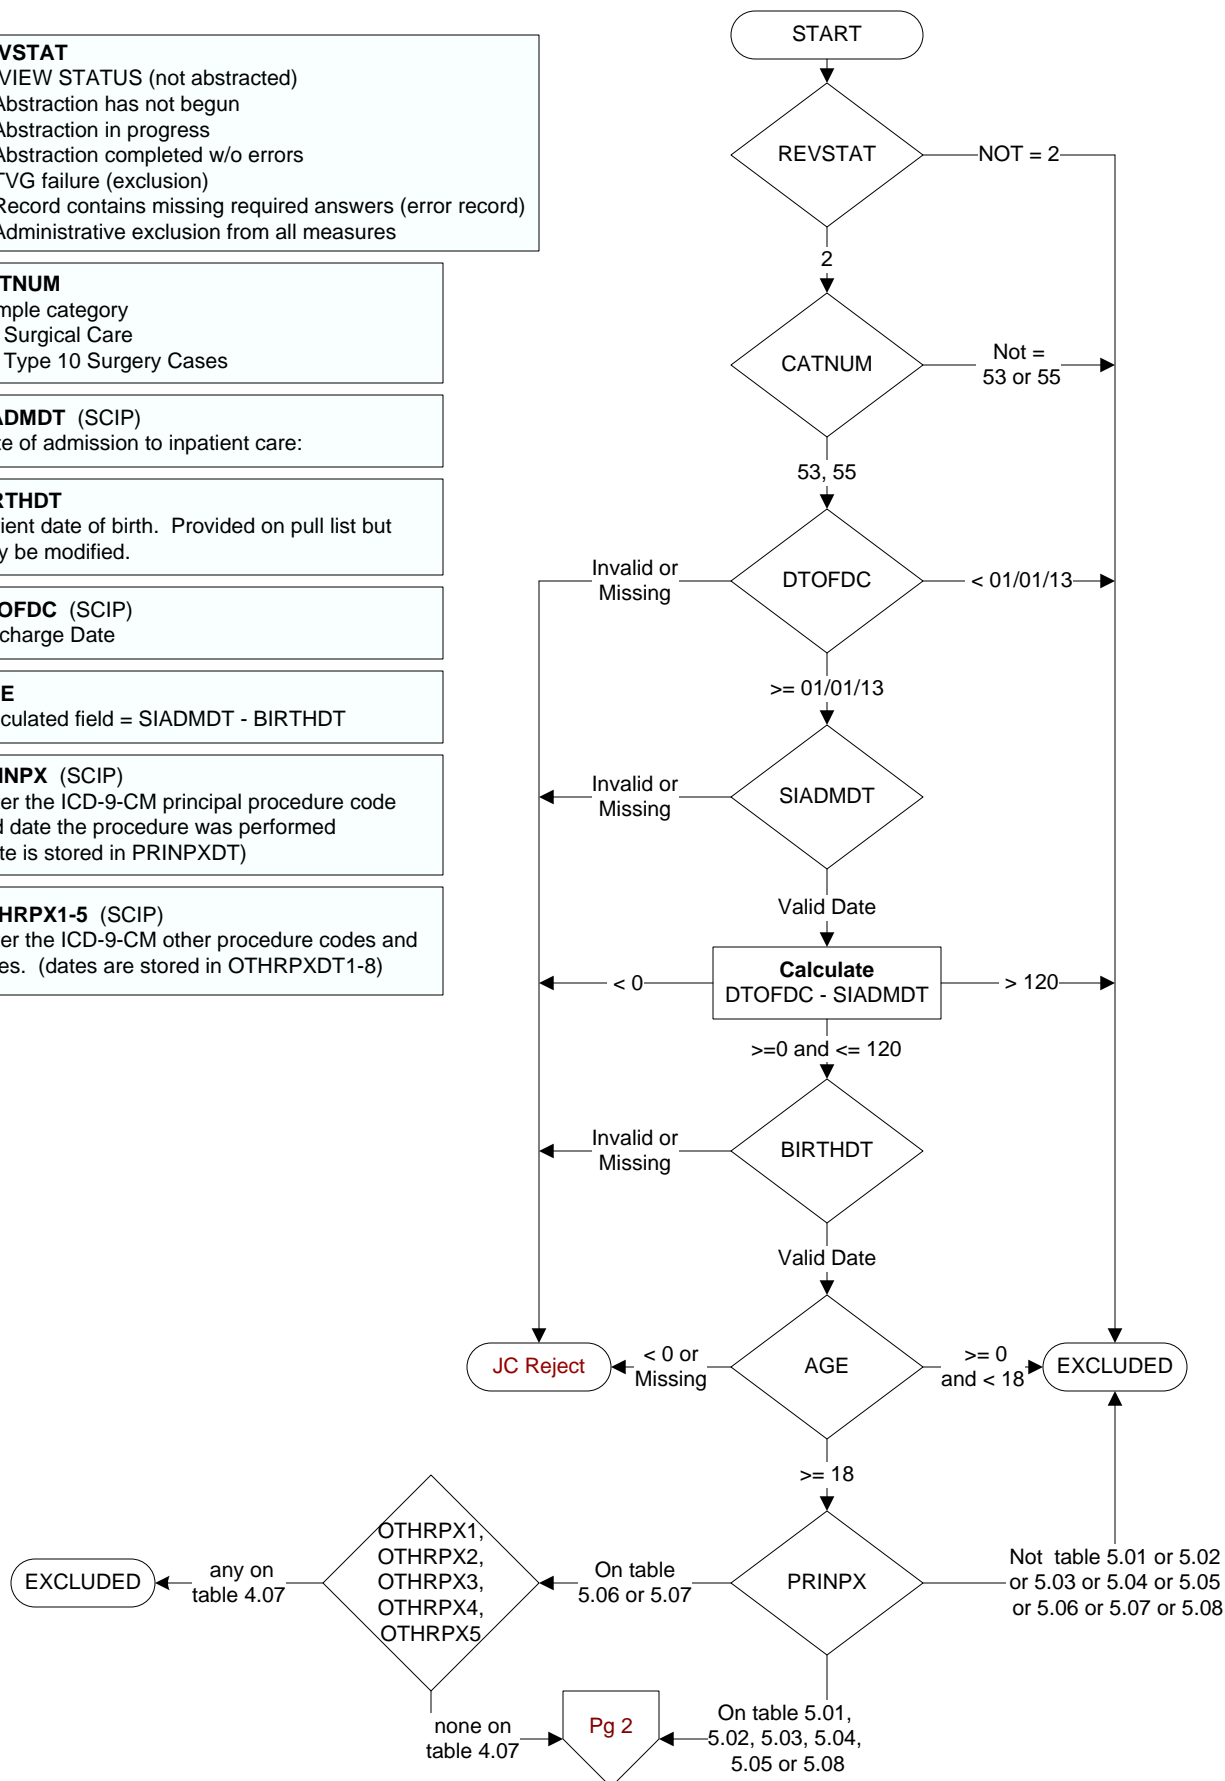 VSTAT
VIEW STATUS (not abstracted)
Abstraction has not begun
Abstraction in progress
Abstraction completed w/o errors
TVG failure (exclusion)
Record contains missing required answers (error record)
Administrative exclusion from all measures
TNUM
mple category
Surgical Care
Type 10 Surgery Cases
ADMDT (SCIP)
te of admission to inpatient care:
RTHDT
tient date of birth. Provided on pull list but
y be modified.
OFDC (SCIP)
charge Date
E
culated field = SIADMDT - BIRTHDT
INPX (SCIP)
er the ICD-9-CM principal procedure code
d date the procedure was performed
te is stored in PRINPXDT)
HRPX1-5 (SCIP)
er the ICD-9-CM other procedure codes and
es. (dates are stored in OTHRPXDT1-8)
START
REVSTAT
NOT = 2
2
CATNUM
Not =
53 or 55
53, 55
Invalid or
Missing
DTOFDC
< 01/01/13
>= 01/01/13
Invalid or
Missing
SIADMDT
Valid Date
< 0
Calculate
DTOFDC - SIADMDT
> 120
>=0 and <= 120
Invalid or
Missing
BIRTHDT
Valid Date
JC Reject
< 0 or
Missing
AGE
>= 0
and < 18
EXCLUDED
>= 18
EXCLUDED
any on
table 4.07
OTHRPX1,
OTHRPX2,
OTHRPX3,
OTHRPX4,
OTHRPX5
On table
5.06 or 5.07
PRINPX
Not table 5.01 or 5.02
or 5.03 or 5.04 or 5.05
or 5.06 or 5.07 or 5.08
none on
table 4.07
Pg 2
On table 5.01,
5.02, 5.03, 5.04,
5.05 or 5.08